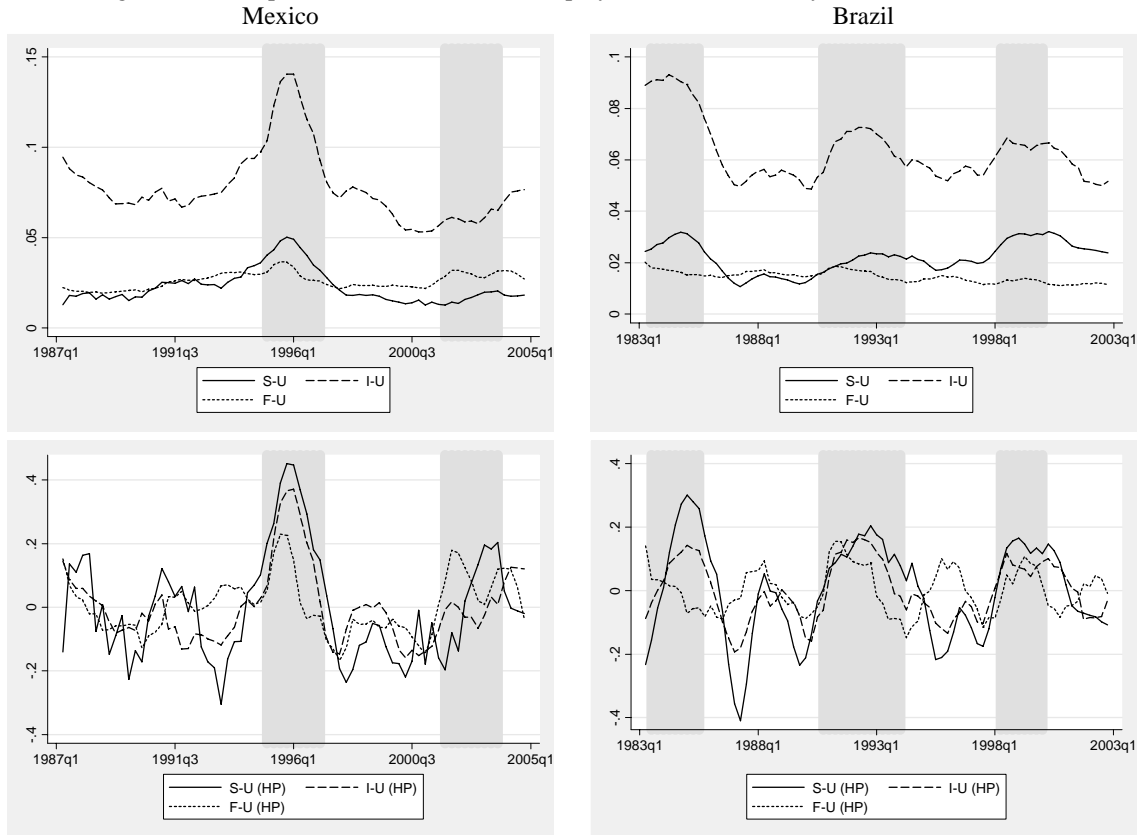 Mexico
Brazil
.15
.1
.05
0
1987q1 1991q3 1996q1 2000q3 2005q1
S-U I-U
F-U
.1
.08
.06
.04
.02
0
1983q1 1988q1 1993q1 1998q1 2003q1
S-U I-U
F-U
.4
.2
0
-.2
-.4
1987q1 1991q3 1996q1 2000q3 2005q1
S-U (HP) I-U (HP)
F-U (HP)
.4
.2
0
-.2
-.4
1983q1 1988q1 1993q1 1998q1 2003q1
S-U (HP) I-U (HP)
F-U (HP)